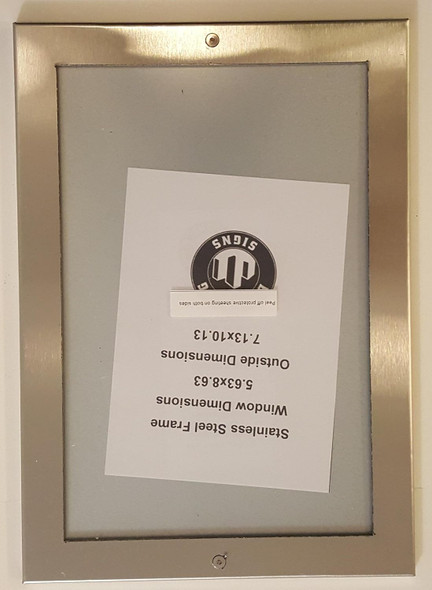 Stainless Steel Frame
Window Dimensions
5.63x8.63
Outside Dimensions
7.13x10.13
Peel off protective sheeting on both sides
SIGNS